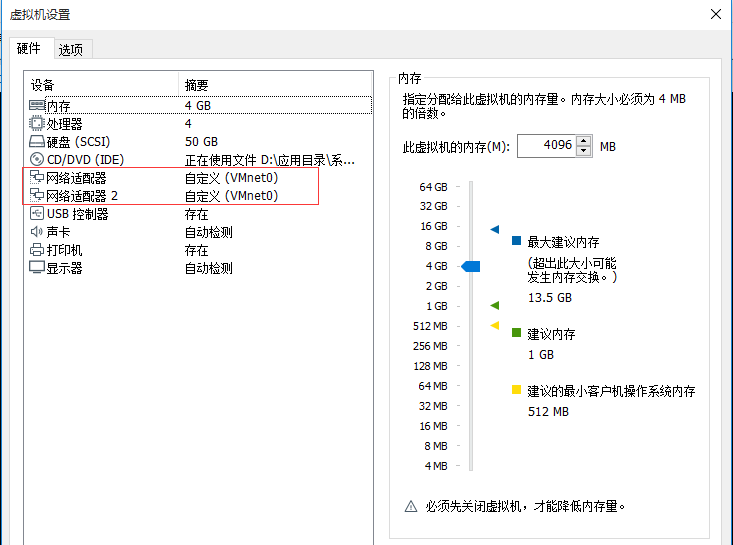 虚拟机设置
硬件 选项
设备 摘要
内存 4 GB
处理器 4
硬盘 (SCSI) 50 GB
CD/DVD (IDE) 正在使用文件 D:\应用目录\系...
网络适配器 自定义 (VMnet0)
网络适配器 2 自定义 (VMnet0)
USB 控制器 存在
声卡 自动检测
打印机 存在
显示器 自动检测
内存
指定分配给此虚拟机的内存量。内存大小必须为 4 MB
的倍数。
此虚拟机的内存(M): 4096 MB
64 GB
32 GB
16 GB
8 GB
4 GB
2 GB
1 GB
512 MB
256 MB
128 MB
64 MB
32 MB
16 MB
8 MB
4 MB
最大建议内存
(超出此大小可能
发生内存交换。)
13.5 GB
建议内存
1 GB
建议的最小客户机操作系统内存
512 MB
必须先关闭虚拟机，才能降低内存量。